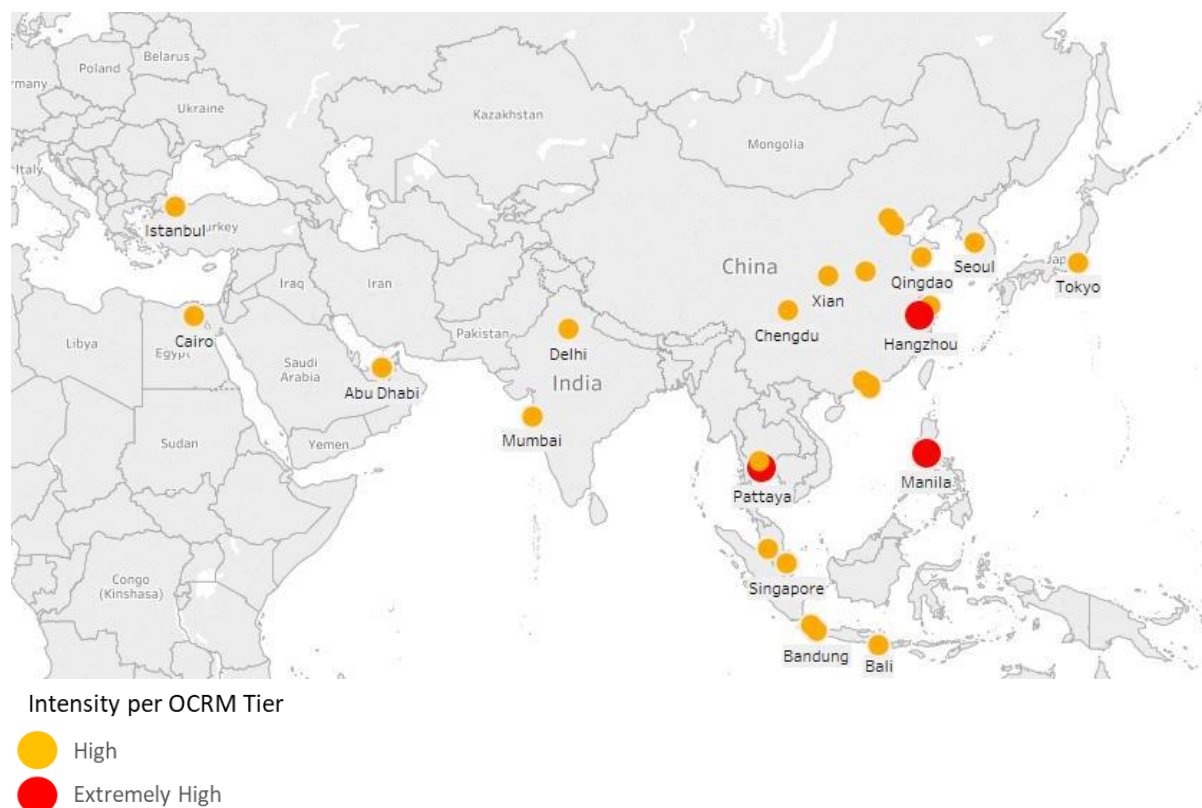 Belarus
Poland
rmany
Ukraine
Kazakhstan
Mongolia
Italy
Istanbul
urkey
China
Qingdao
Seoul
Jap
Tokyo
Xian
Iraq
Iran
Chengdu
Hangzhou
Cairo
Libya
Egypt
Pakistan
Delhi
Saudi
Arabia
Abu Dhabi
India
Mumbai
Sudan
Yemen
Manila
Pattaya
Congo
(Kinshasa)
Singapore
Bandung
Bali
Intensity per OCRM Tier
High
Extremely High